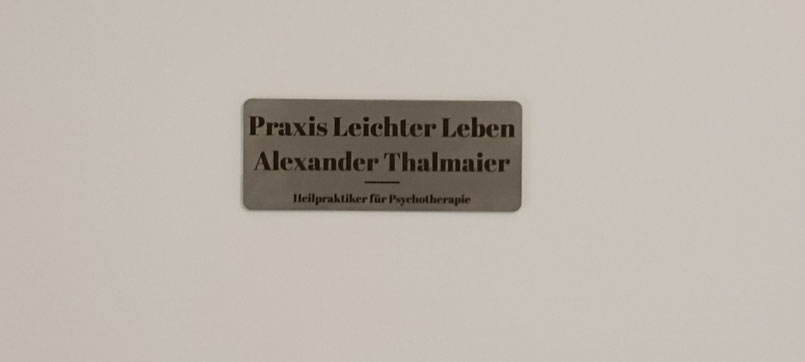 Praxis Leichter Leben
Alexander Thalmaier
Heilpraktiker für Psychotherapie